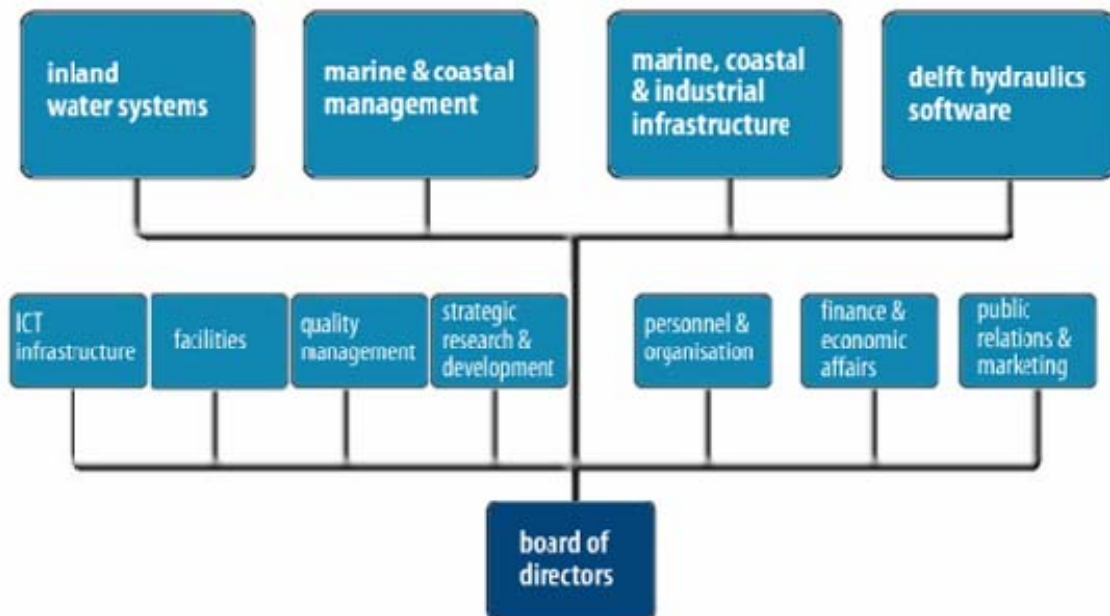 inland
water systems
marine & coastal
management
marine, coastal
& industrial
infrastructure
delft hydraulics
software
ICT
infrastructure
facilities
quality
management
strategic
research &
development
personnel &
organisation
finance &
economic
affairs
public
relations &
marketing
board of
directors